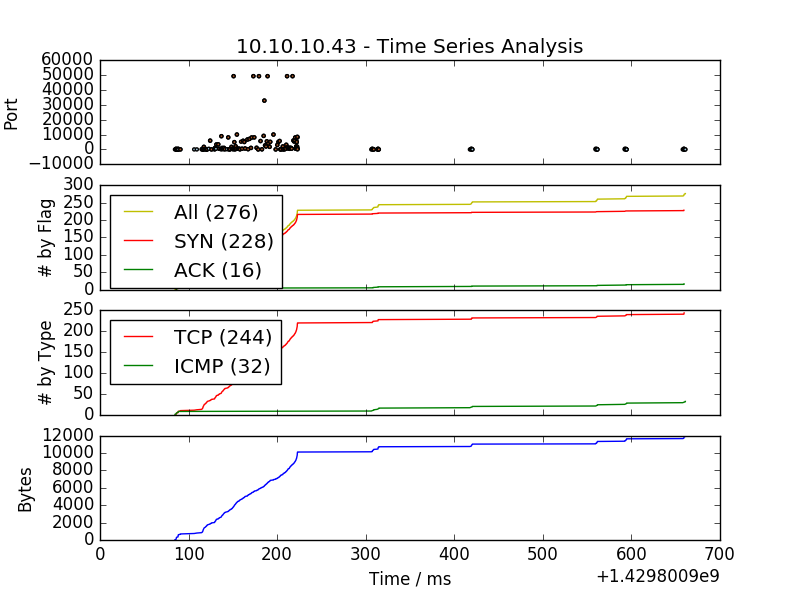 10.10.10.43 - Time Series Analysis
60000
50000
40000
30000
20000
10000
0
−10000
Port
300
250
200
150
100
50
0
# by Flag
All (276)
SYN (228)
ACK (16)
250
200
150
100
50
0
# by Type
TCP (244)
ICMP (32)
12000
10000
8000
6000
4000
2000
0
Bytes
0 100 200 300 400 500 600 700
Time / ms
+1.4298009e9